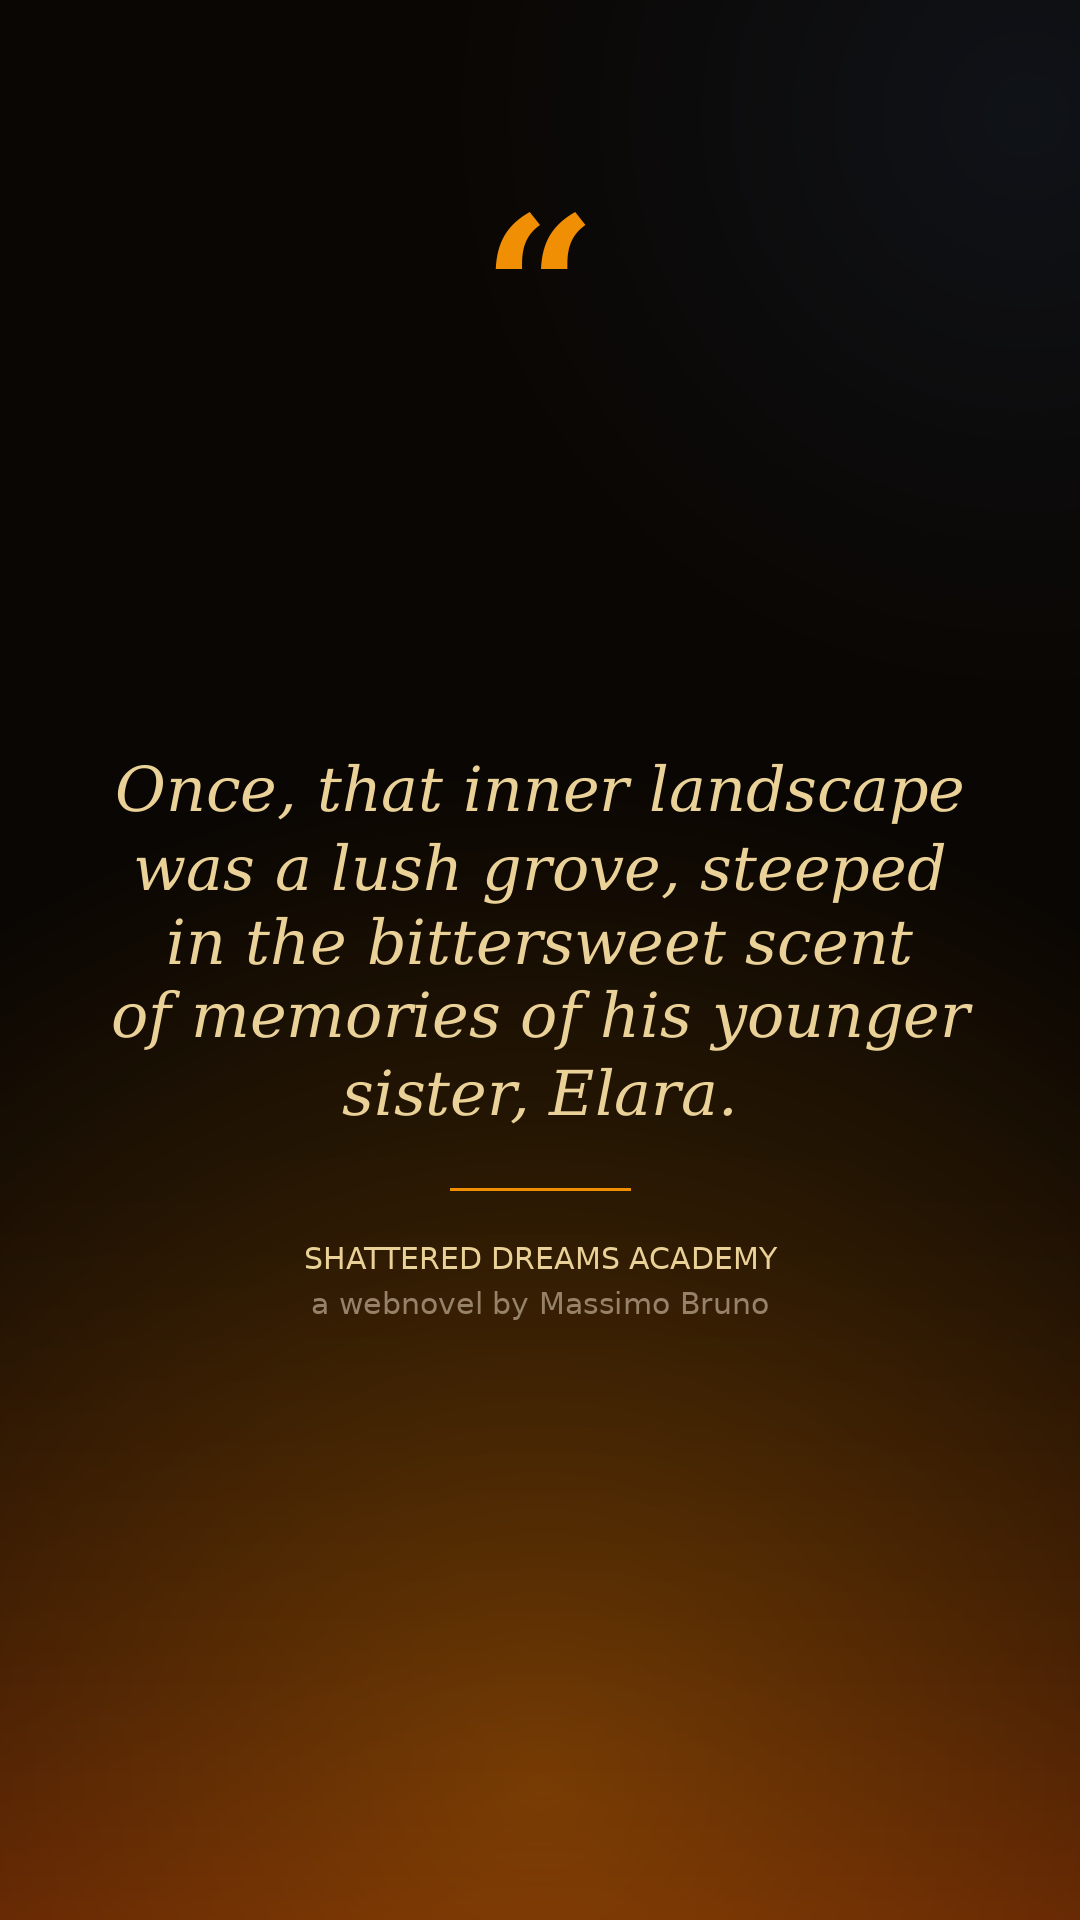 “
Once, that inner landscape
was a lush grove, steeped
in the bittersweet scent
of memories of his younger
sister, Elara.
SHATTERED DREAMS ACADEMY
a webnovel by Massimo Bruno